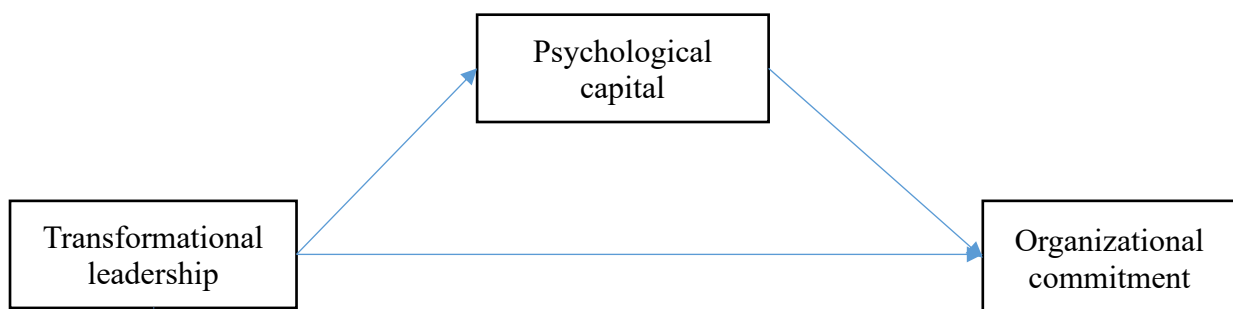 Psychological
capital
Transformational
leadership
Organizational
commitment